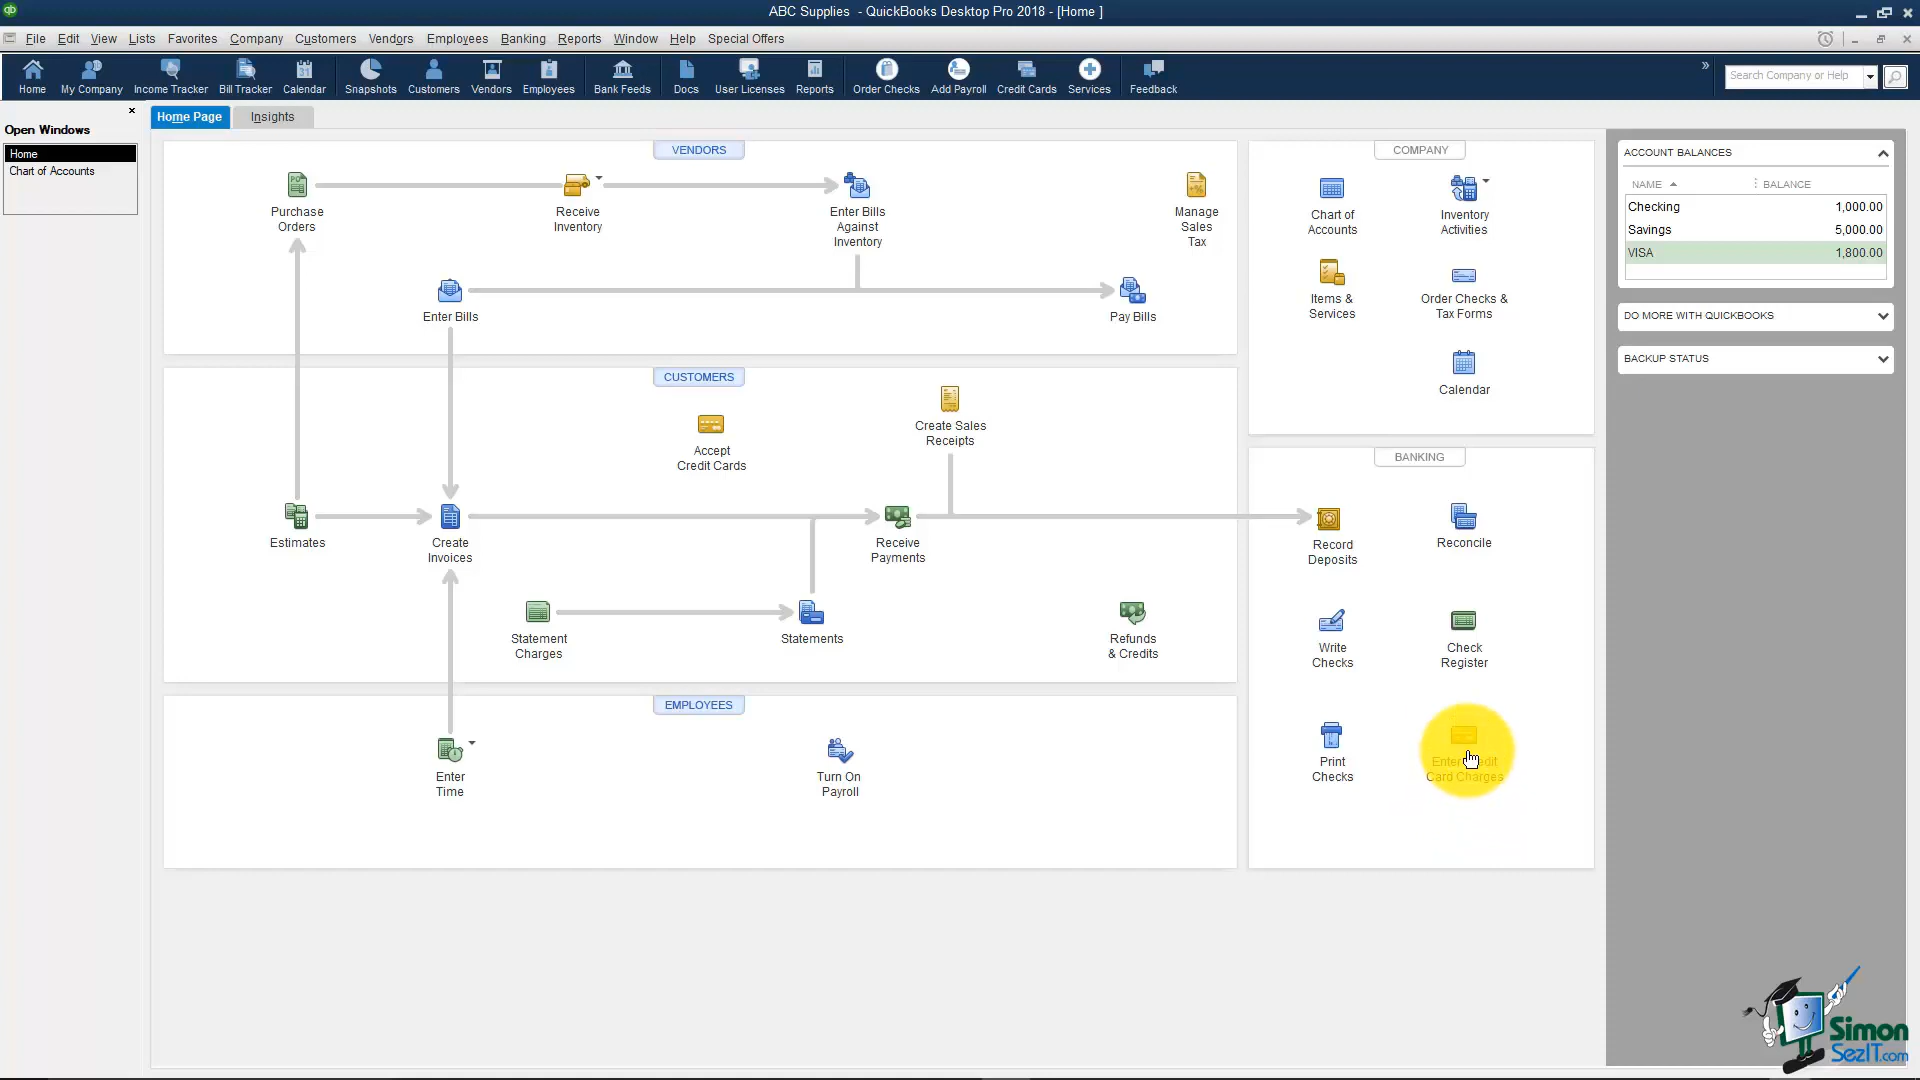 ABC Supplies - QuickBooks Desktop Pro 2018 - [Home ]
File Edit View Lists Favorites Company Customers Vendors Employees Banking Reports Window Help Special Offers
Home My Company Income Tracker Bill Tracker Calendar Snapshots Customers Vendors Employees Bank Feeds Docs User Licenses Reports Order Checks Add Payroll Credit Cards Services Feedback
Search Company or Help
Open Windows
Home
Chart of Accounts
Home Page Insights
VENDORS
Purchase
Orders
Receive
Inventory
Enter Bills
Against
Inventory
Manage
Sales
Tax
Enter Bills
Pay Bills
CUSTOMERS
Accept
Credit Cards
Create Sales
Receipts
Estimates
Create
Invoices
Receive
Payments
Statement
Charges
Statements
Refunds
& Credits
EMPLOYEES
Enter
Time
Turn On
Payroll
COMPANY
Chart of
Accounts
Inventory
Activities
Items &
Services
Order Checks &
Tax Forms
Calendar
BANKING
Record
Deposits
Reconcile
Write
Checks
Check
Register
Print
Checks
Enter Credit
Card Charges
ACCOUNT BALANCES
NAME BALANCE
Checking 1,000.00
Savings 5,000.00
VISA 1,800.00
DO MORE WITH QUICKBOOKS
BACKUP STATUS
Simon
SezIT.com